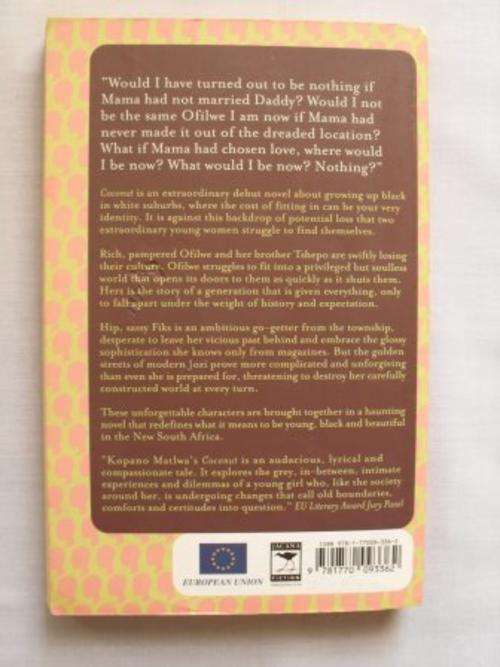 "Would I have turned out to be nothing if
Mama had not married Daddy? Would I not
be the same Ofilwe I am now if Mama had
never made it out of the dreaded location?
What if Mama had chosen love, where would
I be now? What would I be now? Nothing?"
Coconut is an extraordinary debut novel about growing up black
in white suburbs, where the cost of fitting in can be your very
identity. It is against this backdrop of potential loss that two
extraordinary young women struggle to find themselves.
Rich, pampered Ofilwe and her brother Tshepo are swiftly losing
their culture. Ofilwe struggles to fit into a privileged but soulless
world that opens its doors to them as quickly as it shuts them.
Hers is the story of a generation that is given everything, only
to fall apart under the weight of history and expectation.
Hip, sassy Fiks is an ambitious go-getter from the township,
desperate to leave her vicious past behind and embrace the glossy
sophistication she knows only from magazines. But the golden
streets of modern Jozi prove more complicated and unforgiving
than even she is prepared for, threatening to destroy her carefully
constructed world at every turn.
These unforgettable characters are brought together in a haunting
novel that redefines what it means to be young, black and beautiful
in the New South Africa.
"Kopano Matlwa's Coconut is an audacious, lyrical and
compassionate tale. It explores the grey, in-between, intimate
experiences and dilemmas of a young girl who, like the society
around her, is undergoing changes that call old boundaries,
comforts and certitudes into question." EU Literary Award Jury Panel
EUROPEAN UNION
JACANA
FICTION
ISBN 978-1-77009-336-2
9 781770 093362